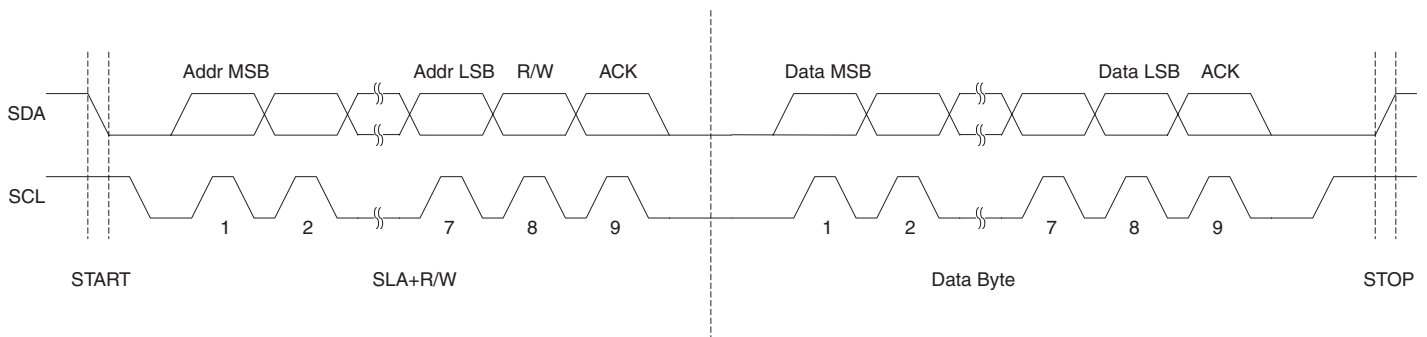 Addr MSB Addr LSB R/W ACK Data MSB Data LSB ACK
SDA
SCL
1 2 7 8 9 1 2 7 8 9
START SLA+R/W Data Byte STOP